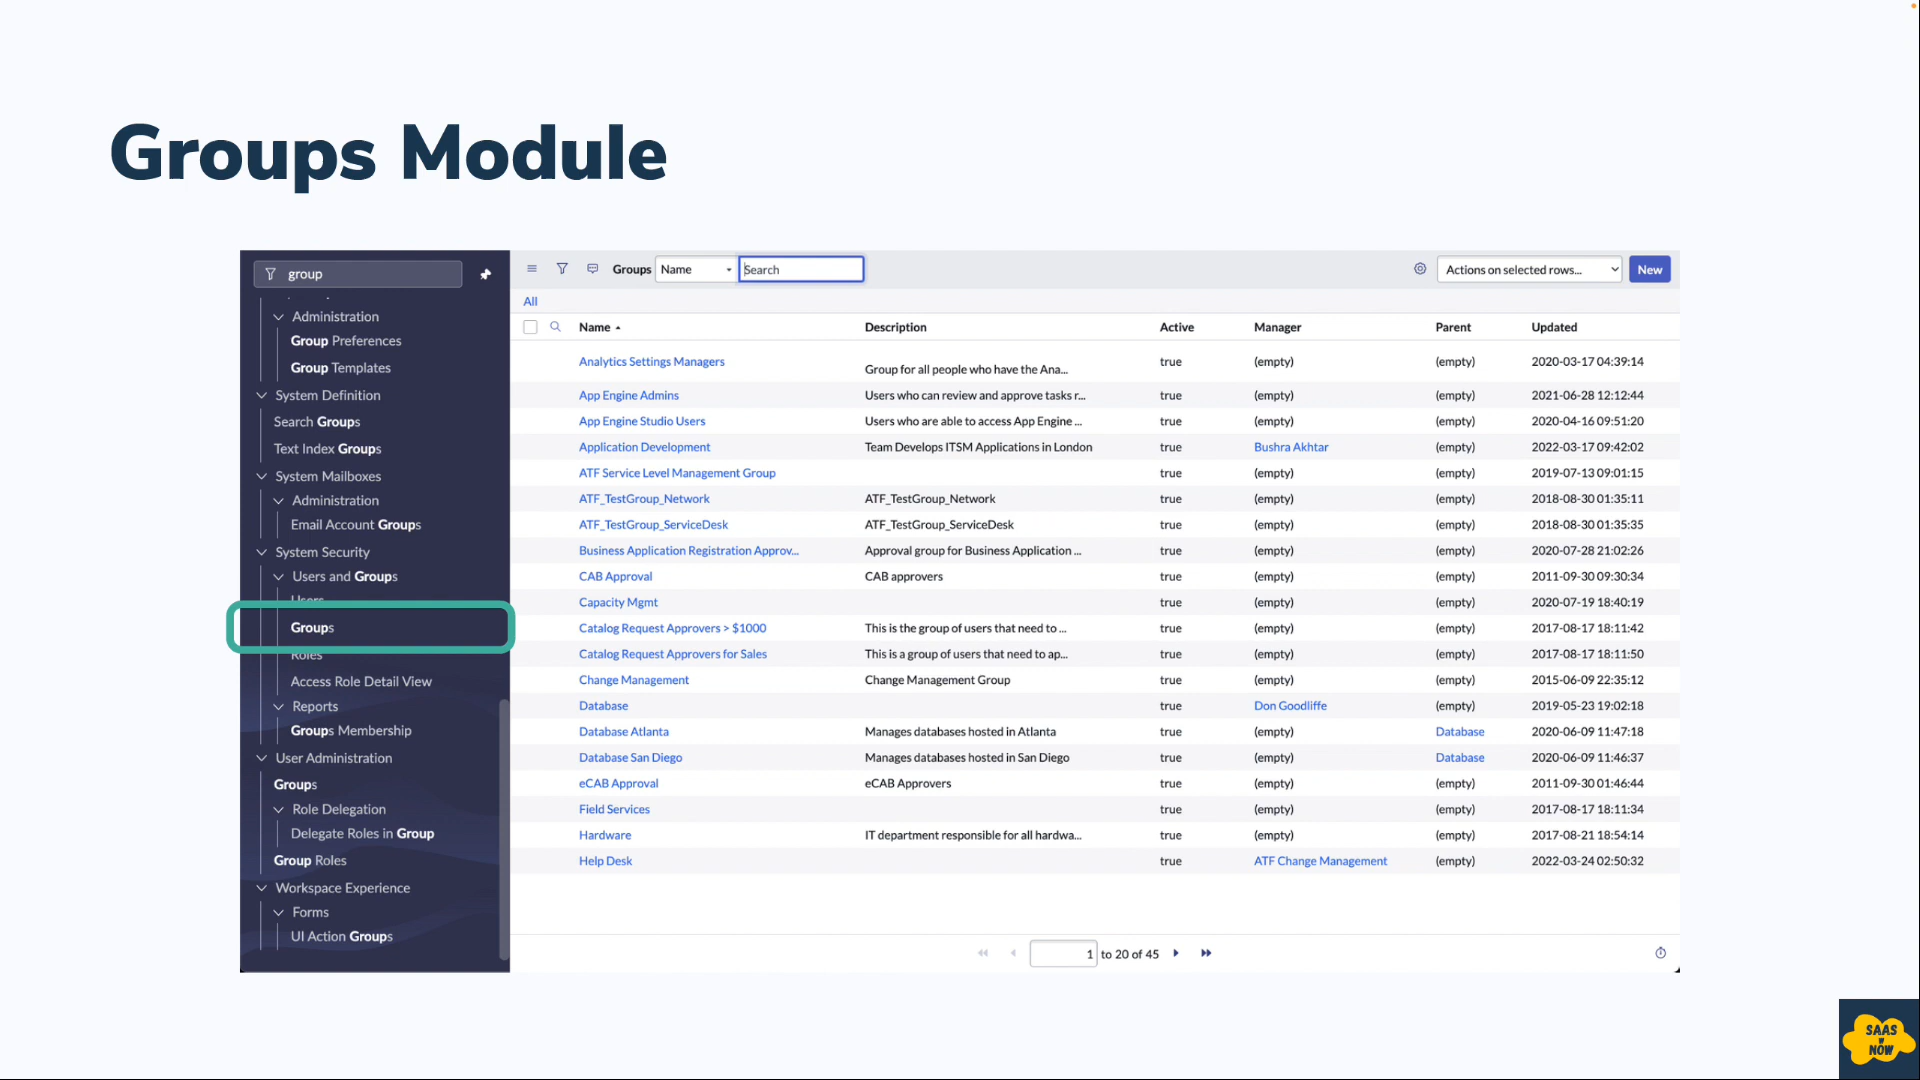 Groups Module
group
Groups Name Search Actions on selected rows... New
All
Administration
Group Preferences
Group Templates
System Definition
Search Groups
Text Index Groups
System Mailboxes
Administration
Email Account Groups
System Security
Users and Groups
Users
Groups
Roles
Access Role Detail View
Reports
Groups Membership
User Administration
Groups
Role Delegation
Delegate Roles in Group
Group Roles
Workspace Experience
Forms
UI Action Groups
Name Description Active Manager Parent Updated
Analytics Settings Managers Group for all people who have the Ana... true (empty) (empty) 2020-03-17 04:39:14
App Engine Admins Users who can review and approve tasks r... true (empty) (empty) 2021-06-28 12:12:44
App Engine Studio Users Users who are able to access App Engine ... true (empty) (empty) 2020-04-16 09:51:20
Application Development Team Develops ITSM Applications in London true Bushra Akhtar (empty) 2022-03-17 09:42:02
ATF Service Level Management Group true (empty) (empty) 2019-07-13 09:01:15
ATF_TestGroup_Network ATF_TestGroup_Network true (empty) (empty) 2018-08-30 01:35:11
ATF_TestGroup_ServiceDesk ATF_TestGroup_ServiceDesk true (empty) (empty) 2018-08-30 01:35:35
Business Application Registration Approv... Approval group for Business Application ... true (empty) (empty) 2020-07-28 21:02:26
CAB Approval CAB approvers true (empty) (empty) 2011-09-30 09:30:34
Capacity Mgmt true (empty) (empty) 2020-07-19 18:40:19
Catalog Request Approvers > $1000 This is the group of users that need to ... true (empty) (empty) 2017-08-17 18:11:42
Catalog Request Approvers for Sales This is a group of users that need to ap... true (empty) (empty) 2017-08-17 18:11:50
Change Management Change Management Group true (empty) (empty) 2015-06-09 22:35:12
Database true Don Goodliffe (empty) 2019-05-23 19:02:18
Database Atlanta Manages databases hosted in Atlanta true (empty) Database 2020-06-09 11:47:18
Database San Diego Manages databases hosted in San Diego true (empty) Database 2020-06-09 11:46:37
eCAB Approval eCAB Approvers true (empty) (empty) 2011-09-30 01:46:44
Field Services true (empty) (empty) 2017-08-17 18:11:34
Hardware IT department responsible for all hardwa... true (empty) (empty) 2017-08-21 18:54:14
Help Desk true ATF Change Management (empty) 2022-03-24 02:50:32
1 to 20 of 45
SAAS
NOW